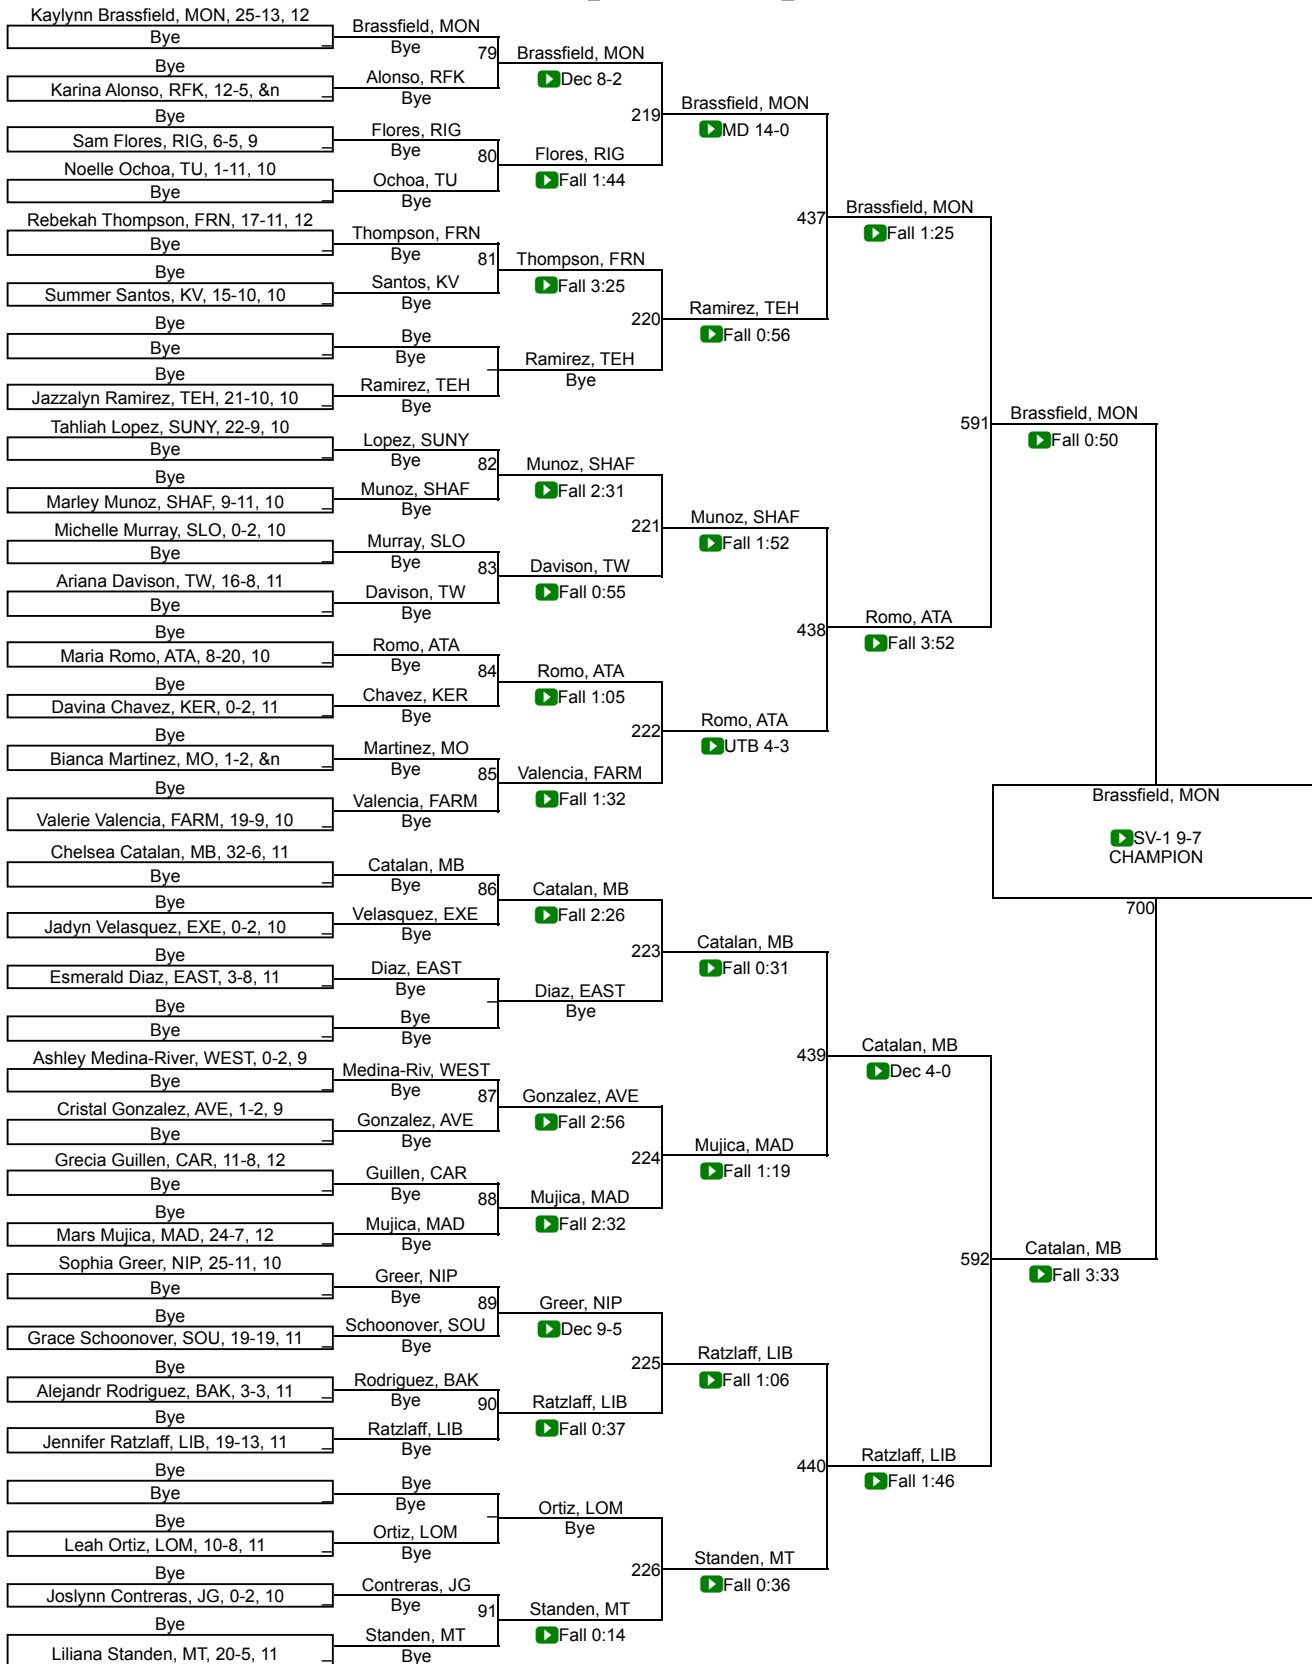 Kaylynn Brassfield, MON, 25-13, 12
Bye
Bye
Karina Alonso, RFK, 12-5, &n
Bye
Sam Flores, RIG, 6-5, 9
Noelle Ochoa, TU, 1-11, 10
Bye
Rebekah Thompson, FRN, 17-11, 12
Bye
Bye
Summer Santos, KV, 15-10, 10
Bye
Bye
Bye
Jazzalyn Ramirez, TEH, 21-10, 10
Tahliah Lopez, SUNY, 22-9, 10
Bye
Bye
Marley Munoz, SHAF, 9-11, 10
Michelle Murray, SLO, 0-2, 10
Bye
Ariana Davison, TW, 16-8, 11
Bye
Bye
Maria Romo, ATA, 8-20, 10
Bye
Davina Chavez, KER, 0-2, 11
Bye
Bianca Martinez, MO, 1-2, &n
Bye
Valerie Valencia, FARM, 19-9, 10
Chelsea Catalan, MB, 32-6, 11
Bye
Bye
Jadyn Velasquez, EXE, 0-2, 10
Bye
Esmerald Diaz, EAST, 3-8, 11
Bye
Bye
Ashley Medina-River, WEST, 0-2, 9
Bye
Cristal Gonzalez, AVE, 1-2, 9
Bye
Grecia Guillen, CAR, 11-8, 12
Bye
Bye
Mars Mujica, MAD, 24-7, 12
Sophia Greer, NIP, 25-11, 10
Bye
Bye
Grace Schoonover, SOU, 19-19, 11
Bye
Alejandr Rodriguez, BAK, 3-3, 11
Bye
Jennifer Ratzlaff, LIB, 19-13, 11
Bye
Bye
Bye
Leah Ortiz, LOM, 10-8, 11
Bye
Joslynn Contreras, JG, 0-2, 10
Bye
Liliana Standen, MT, 20-5, 11
Brassfield, MON
Bye
79
Alonso, RFK
Bye
Flores, RIG
Bye
80
Ochoa, TU
Bye
Thompson, FRN
Bye
81
Santos, KV
Bye
Bye
Bye
Ramirez, TEH
Bye
Lopez, SUNY
Bye
82
Munoz, SHAF
Bye
Murray, SLO
Bye
83
Davison, TW
Bye
Romo, ATA
Bye
84
Chavez, KER
Bye
Martinez, MO
Bye
85
Valencia, FARM
Bye
Catalan, MB
Bye
86
Velasquez, EXE
Bye
Diaz, EAST
Bye
Bye
Bye
Medina-Riv, WEST
Bye
87
Gonzalez, AVE
Bye
Guillen, CAR
Bye
88
Mujica, MAD
Bye
Greer, NIP
Bye
89
Schoonover, SOU
Bye
Rodriguez, BAK
Bye
90
Ratzlaff, LIB
Bye
Bye
Bye
Ortiz, LOM
Bye
Contreras, JG
Bye
91
Standen, MT
Bye
Brassfield, MON
Dec 8-2
219
Flores, RIG
Fall 1:44
Thompson, FRN
Fall 3:25
220
Ramirez, TEH
Bye
Munoz, SHAF
Fall 2:31
221
Davison, TW
Fall 0:55
Romo, ATA
Fall 1:05
222
Valencia, FARM
Fall 1:32
Catalan, MB
Fall 2:26
223
Diaz, EAST
Bye
Gonzalez, AVE
Fall 2:56
224
Mujica, MAD
Fall 2:32
Greer, NIP
Dec 9-5
225
Ratzlaff, LIB
Fall 0:37
Ortiz, LOM
Bye
226
Standen, MT
Fall 0:14
Brassfield, MON
MD 14-0
437
Ramirez, TEH
Fall 0:56
Munoz, SHAF
Fall 1:52
438
Romo, ATA
UTB 4-3
Catalan, MB
Fall 0:31
439
Mujica, MAD
Fall 1:19
Ratzlaff, LIB
Fall 1:06
440
Standen, MT
Fall 0:36
Brassfield, MON
Fall 1:25
591
Romo, ATA
Fall 3:52
Catalan, MB
Dec 4-0
592
Ratzlaff, LIB
Fall 1:46
Brassfield, MON
Fall 0:50
Catalan, MB
Fall 3:33
Brassfield, MON
SV-1 9-7
CHAMPION
700